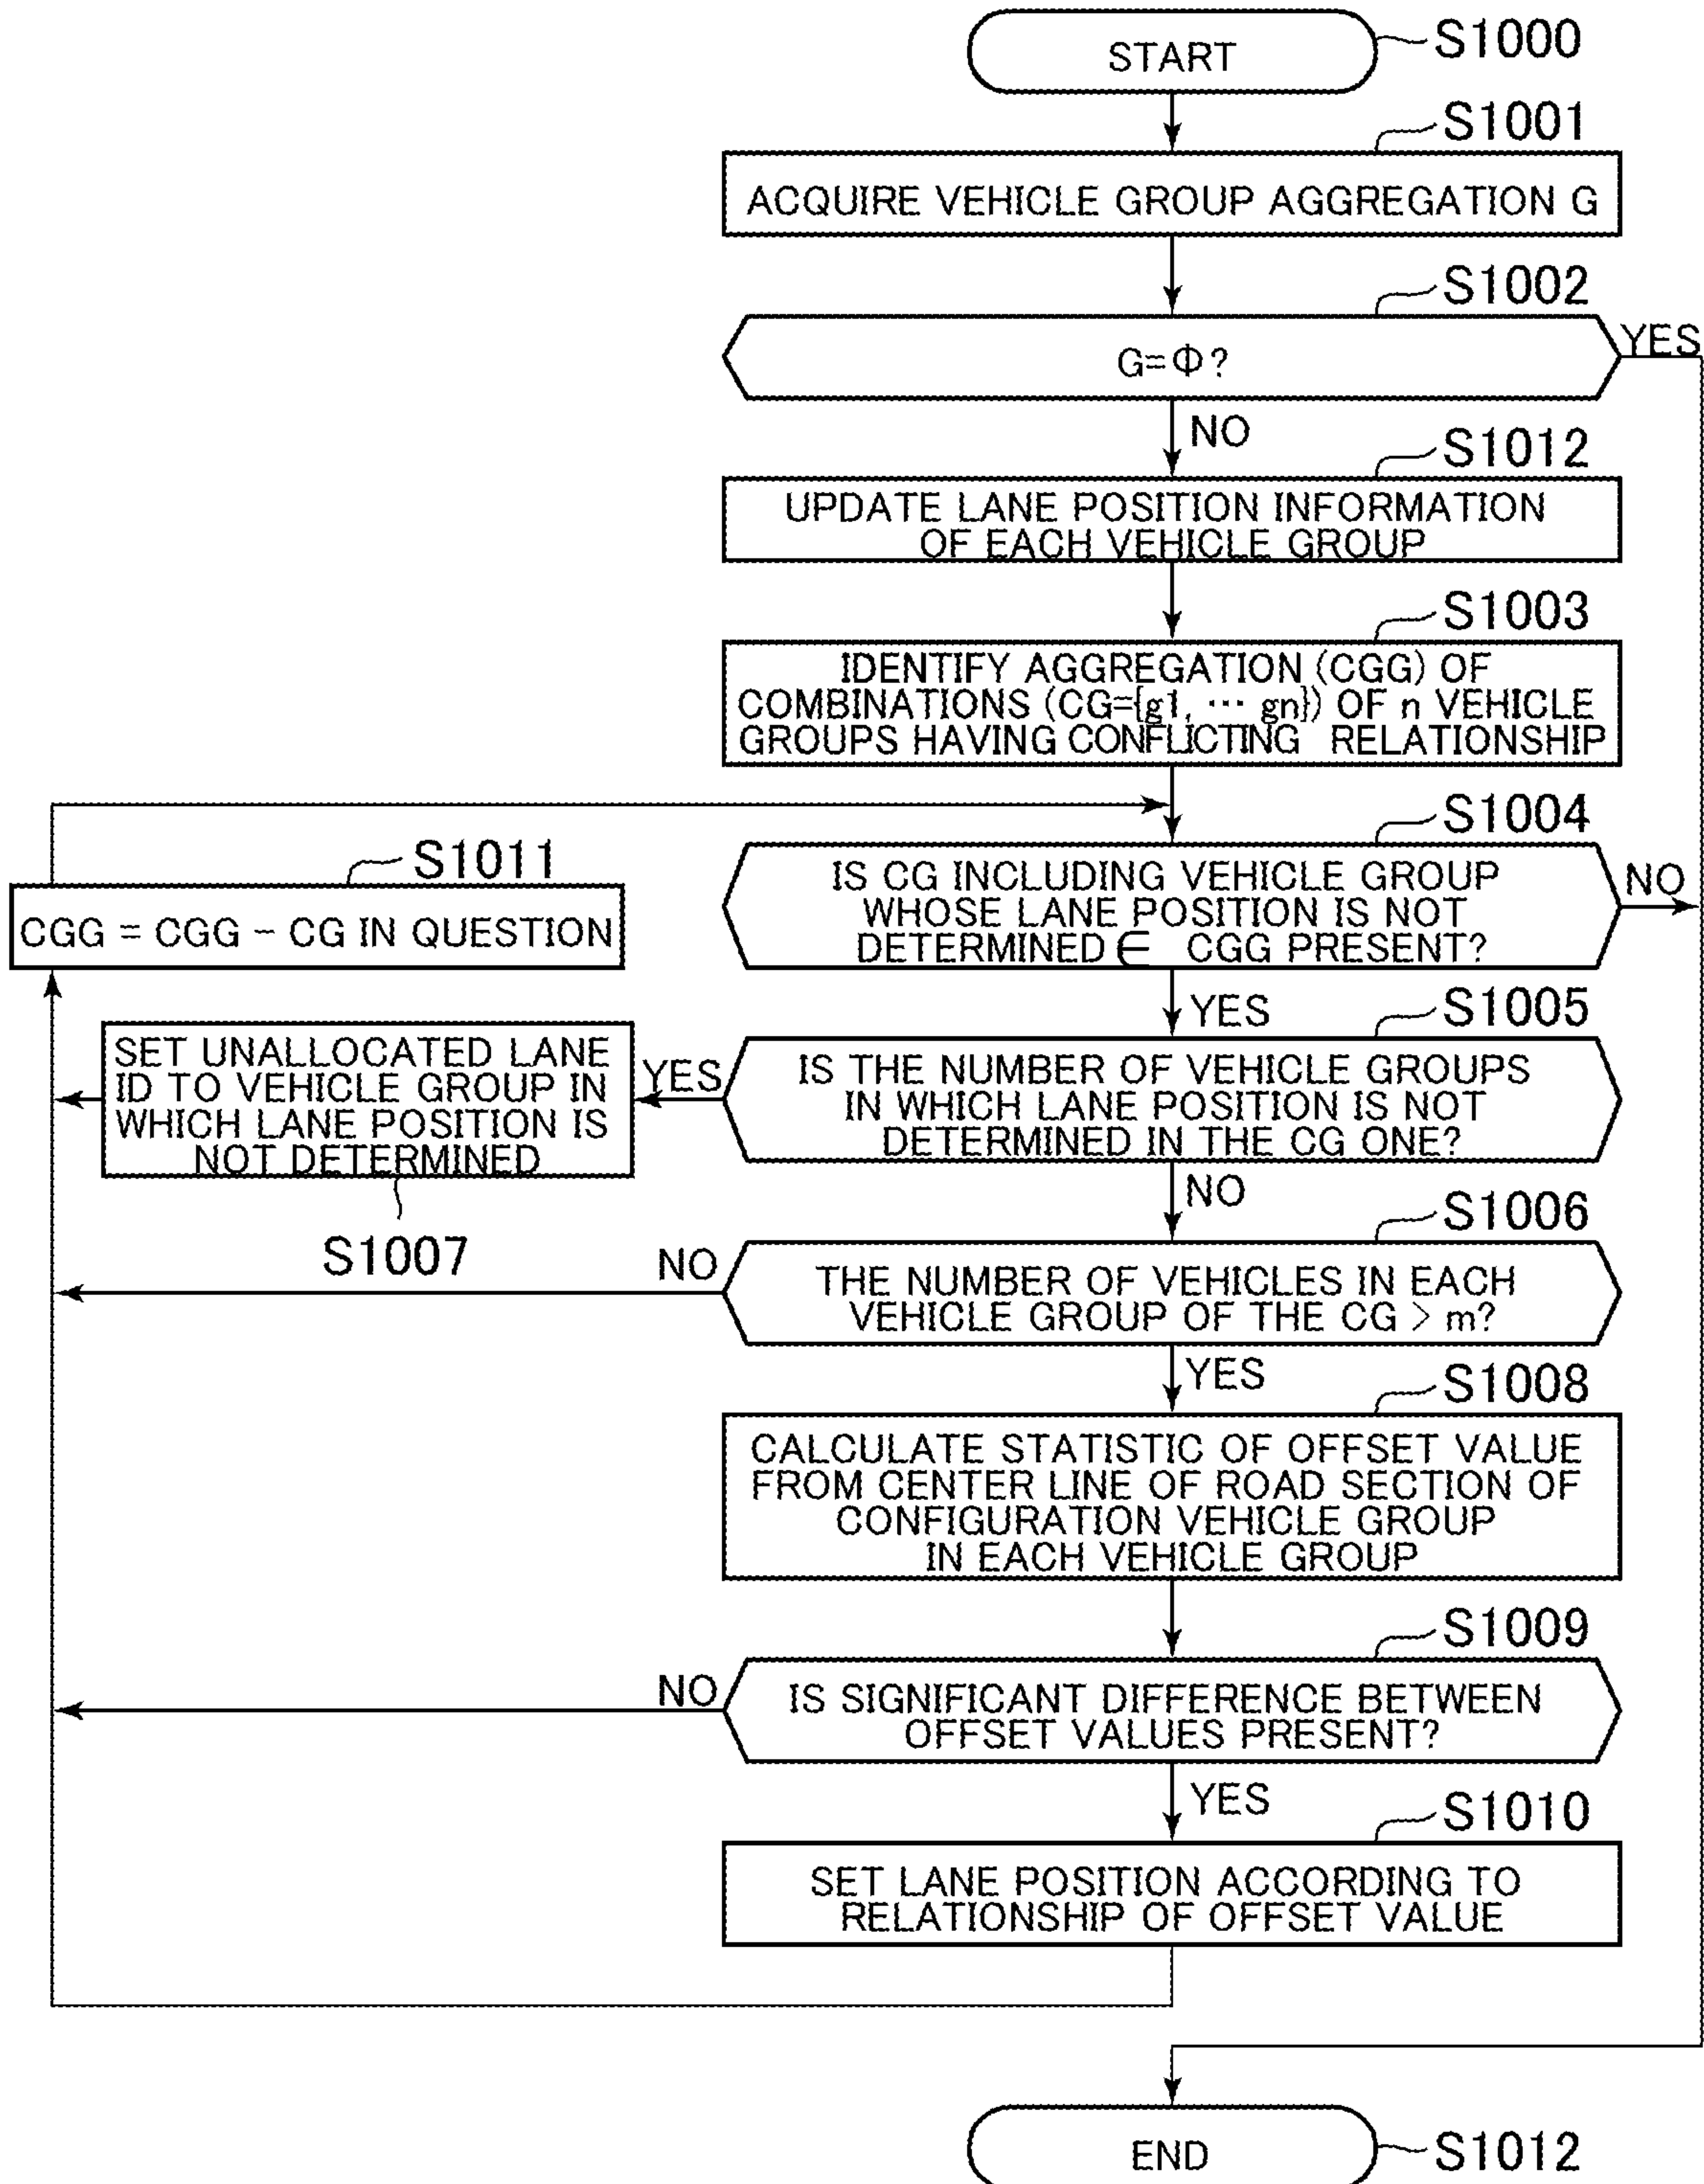 START
S1000
S1001
ACQUIRE VEHICLE GROUP AGGREGATION G
S1002
G=Φ?
YES
NO
S1012
UPDATE LANE POSITION INFORMATION
OF EACH VEHICLE GROUP
S1003
IDENTIFY AGGREGATION (CGG) OF
COMBINATIONS (CG={g1, ··· gn}) OF n VEHICLE
GROUPS HAVING CONFLICTING RELATIONSHIP
S1004
IS CG INCLUDING VEHICLE GROUP
WHOSE LANE POSITION IS NOT
DETERMINED ∈ CGG PRESENT?
NO
S1011
CGG = CGG - CG IN QUESTION
YES
S1005
IS THE NUMBER OF VEHICLE GROUPS
IN WHICH LANE POSITION IS NOT
DETERMINED IN THE CG ONE?
YES
SET UNALLOCATED LANE
ID TO VEHICLE GROUP IN
WHICH LANE POSITION IS
NOT DETERMINED
S1007
NO
S1006
THE NUMBER OF VEHICLES IN EACH
VEHICLE GROUP OF THE CG > m?
NO
YES
S1008
CALCULATE STATISTIC OF OFFSET VALUE
FROM CENTER LINE OF ROAD SECTION OF
CONFIGURATION VEHICLE GROUP
IN EACH VEHICLE GROUP
S1009
IS SIGNIFICANT DIFFERENCE BETWEEN
OFFSET VALUES PRESENT?
NO
YES
S1010
SET LANE POSITION ACCORDING TO
RELATIONSHIP OF OFFSET VALUE
END
S1012